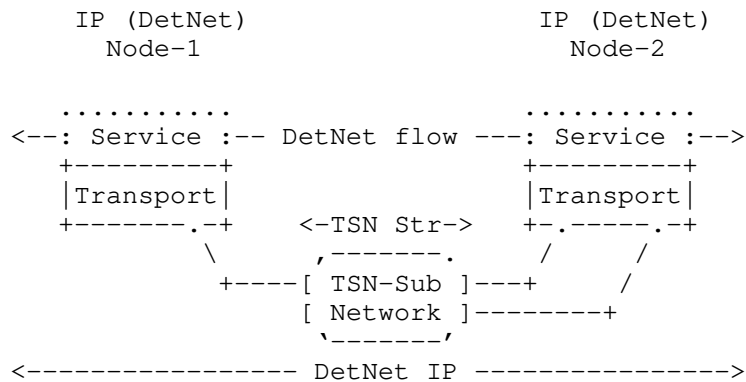 IP (DetNet)                    IP (DetNet)
  Node-1                         Node-2

   ...........                    ...........
<--: Service :-- DetNet flow ---: Service :-->
   +---------+                    +---------+
   |Transport|                    |Transport|
   +-------.-+    <-TSN Str->     +-.-----.-+
            \      ,-------.       /     /
             +----[ TSN-Sub ]---+     /
                  [ Network ]--------+
                   `-------'
<----------------- DetNet IP ----------------->